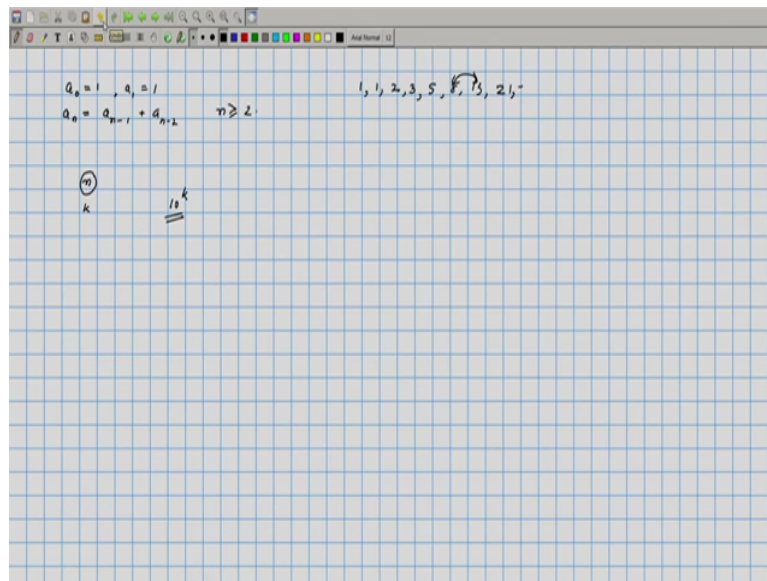 a₀ = 1 , a₁ = 1
aₙ = aₙ₋₁ + aₙ₋₂ n ≥ 2.
1, 1, 2, 3, 5, 8, 13, 21, -
n
k 10ᵏ
T
Arial Normal 12